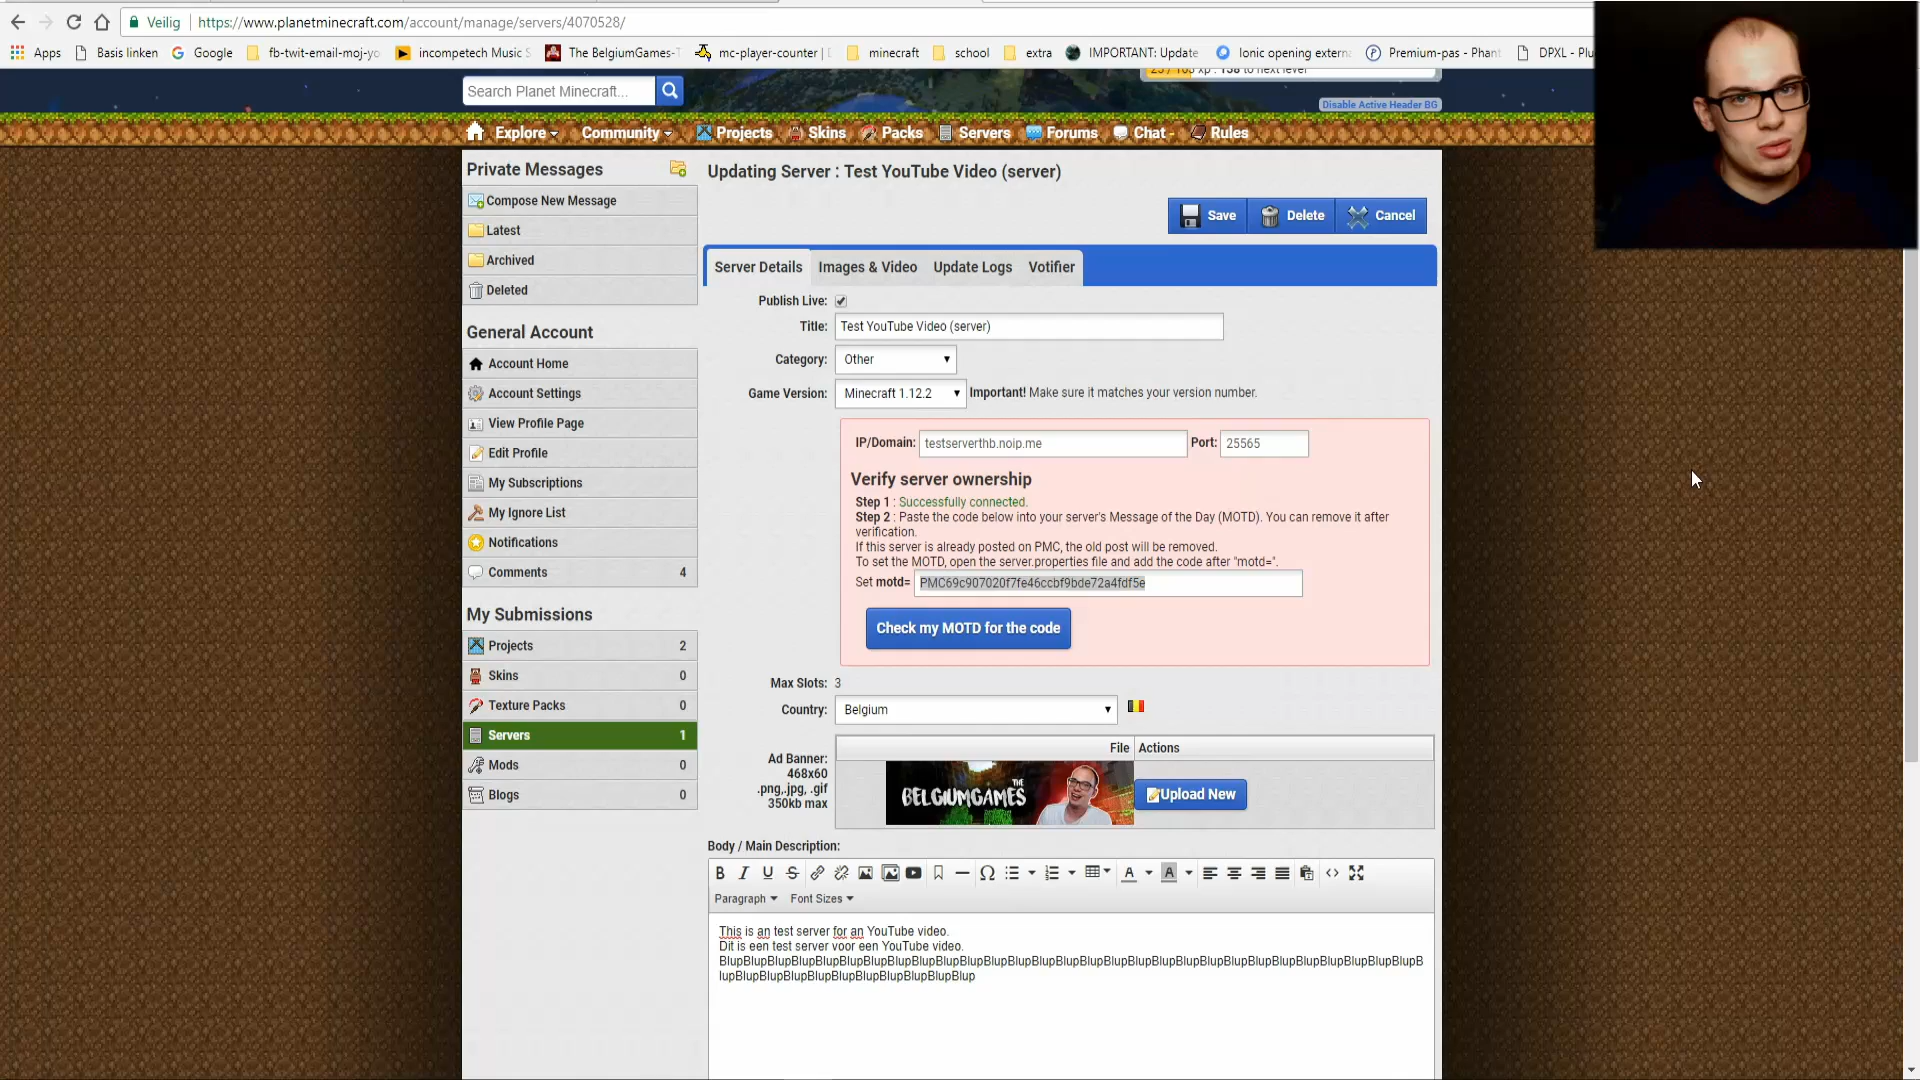 Veilig
https://www.planetminecraft.com/account/manage/servers/4070528/
Apps
Basis linken
Google
fb-twit-email-moj-yo
incompetech Music S
The BelgiumGames-T
mc-player-counter |
minecraft
school
extra
IMPORTANT: Update
Ionic opening extern
Premium-pas - Phant
DPXL - Plu
Search Planet Minecraft...
Disable Active Header BG
Explore
Community
Projects
Skins
Packs
Servers
Forums
Chat
Rules
Private Messages
Compose New Message
Latest
Archived
Deleted
General Account
Account Home
Account Settings
View Profile Page
Edit Profile
My Subscriptions
My Ignore List
Notifications
Comments 4
My Submissions
Projects 2
Skins 0
Texture Packs 0
Servers 1
Mods 0
Blogs 0
Updating Server : Test YouTube Video (server)
Save
Delete
Cancel
Server Details
Images & Video
Update Logs
Votifier
Publish Live:
Title: Test YouTube Video (server)
Category: Other
Game Version: Minecraft 1.12.2 Important! Make sure it matches your version number.
IP/Domain: testserverthb.noip.me Port: 25565
Verify server ownership
Step 1 : Successfully connected.
Step 2 : Paste the code below into your server's Message of the Day (MOTD). You can remove it after
verification.
If this server is already posted on PMC, the old post will be removed.
To set the MOTD, open the server.properties file and add the code after "motd=".
Set motd= PMC69c907020f7fe46ccbf9bde72a4fdf5e
Check my MOTD for the code
Max Slots: 3
Country: Belgium
File Actions
Ad Banner:
468x60
.png,.jpg, .gif
350kb max
THE
BELGIUMGAMES
Upload New
Body / Main Description:
Paragraph
Font Sizes
This is an test server for an YouTube video.
Dit is een test server voor een YouTube video.
BlupBlupBlupBlupBlupBlupBlupBlupBlupBlupBlupBlupBlupBlupBlupBlupBlupBlupBlupBlupBlupBlupBlupBlupBlupBlupBlupBlupBlupB
lupBlupBlupBlupBlupBlupBlupBlupBlupBlupBlup